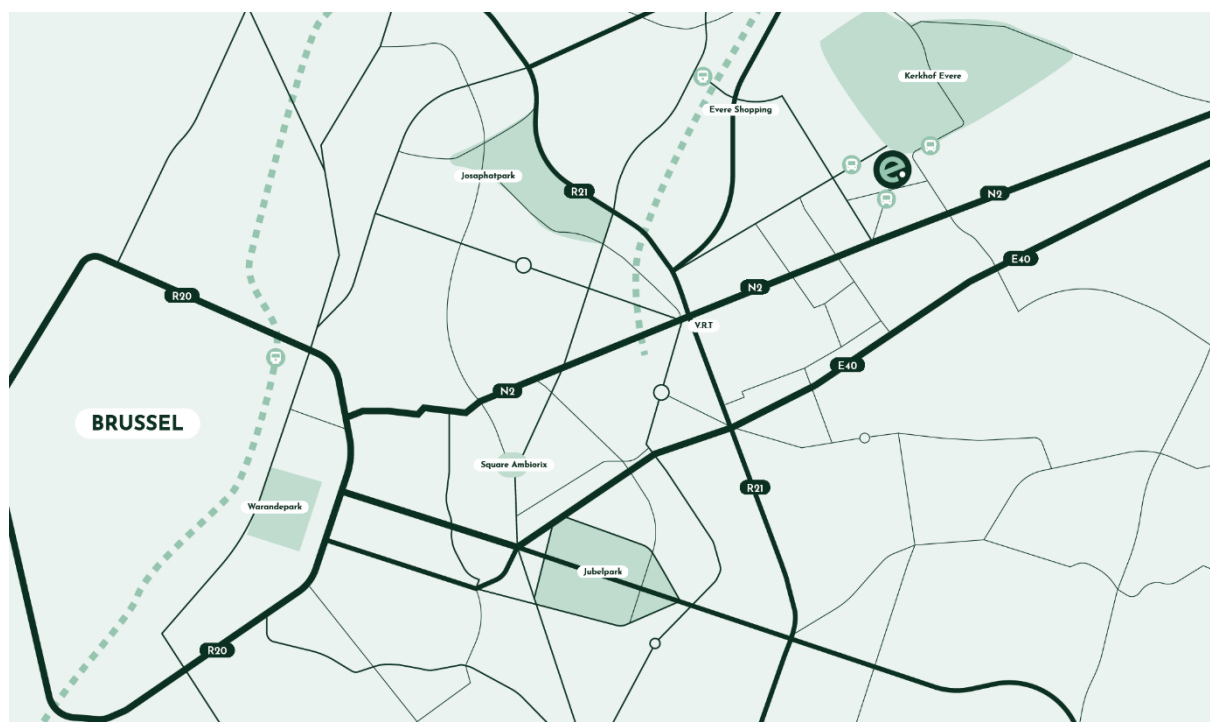 Kerkhof Evere
Evere Shopping
e.
Josaphatpark
R21
N2
E40
N2
R20
V.R.T
E40
N2
BRUSSEL
Square Ambiorix
R21
Warandepark
Jubelpark
R20